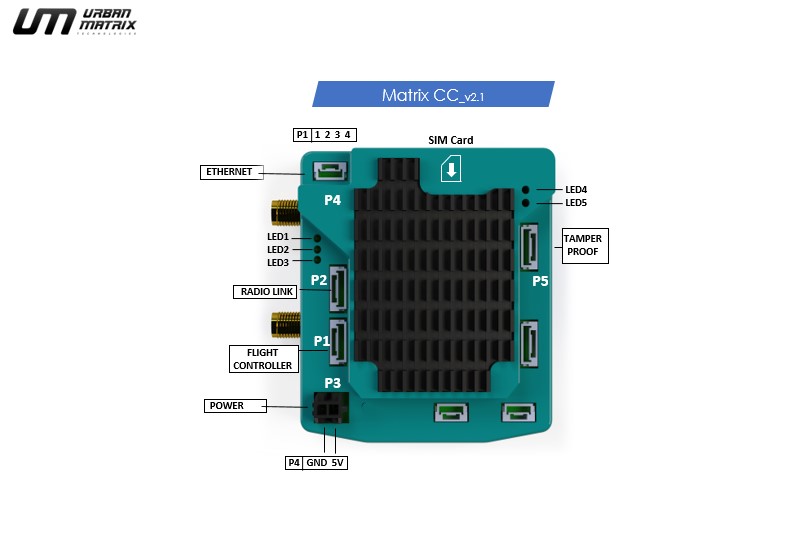 URBAN
MATRIX
TECHNOLOGIES
Matrix CC_v2.1
P1 1 2 3 4
SIM Card
ETHERNET
P4
LED4
LED5
LED1
LED2
LED3
TAMPER
PROOF
P2
P5
RADIO LINK
P1
FLIGHT
CONTROLLER
P3
POWER
P4 GND 5V